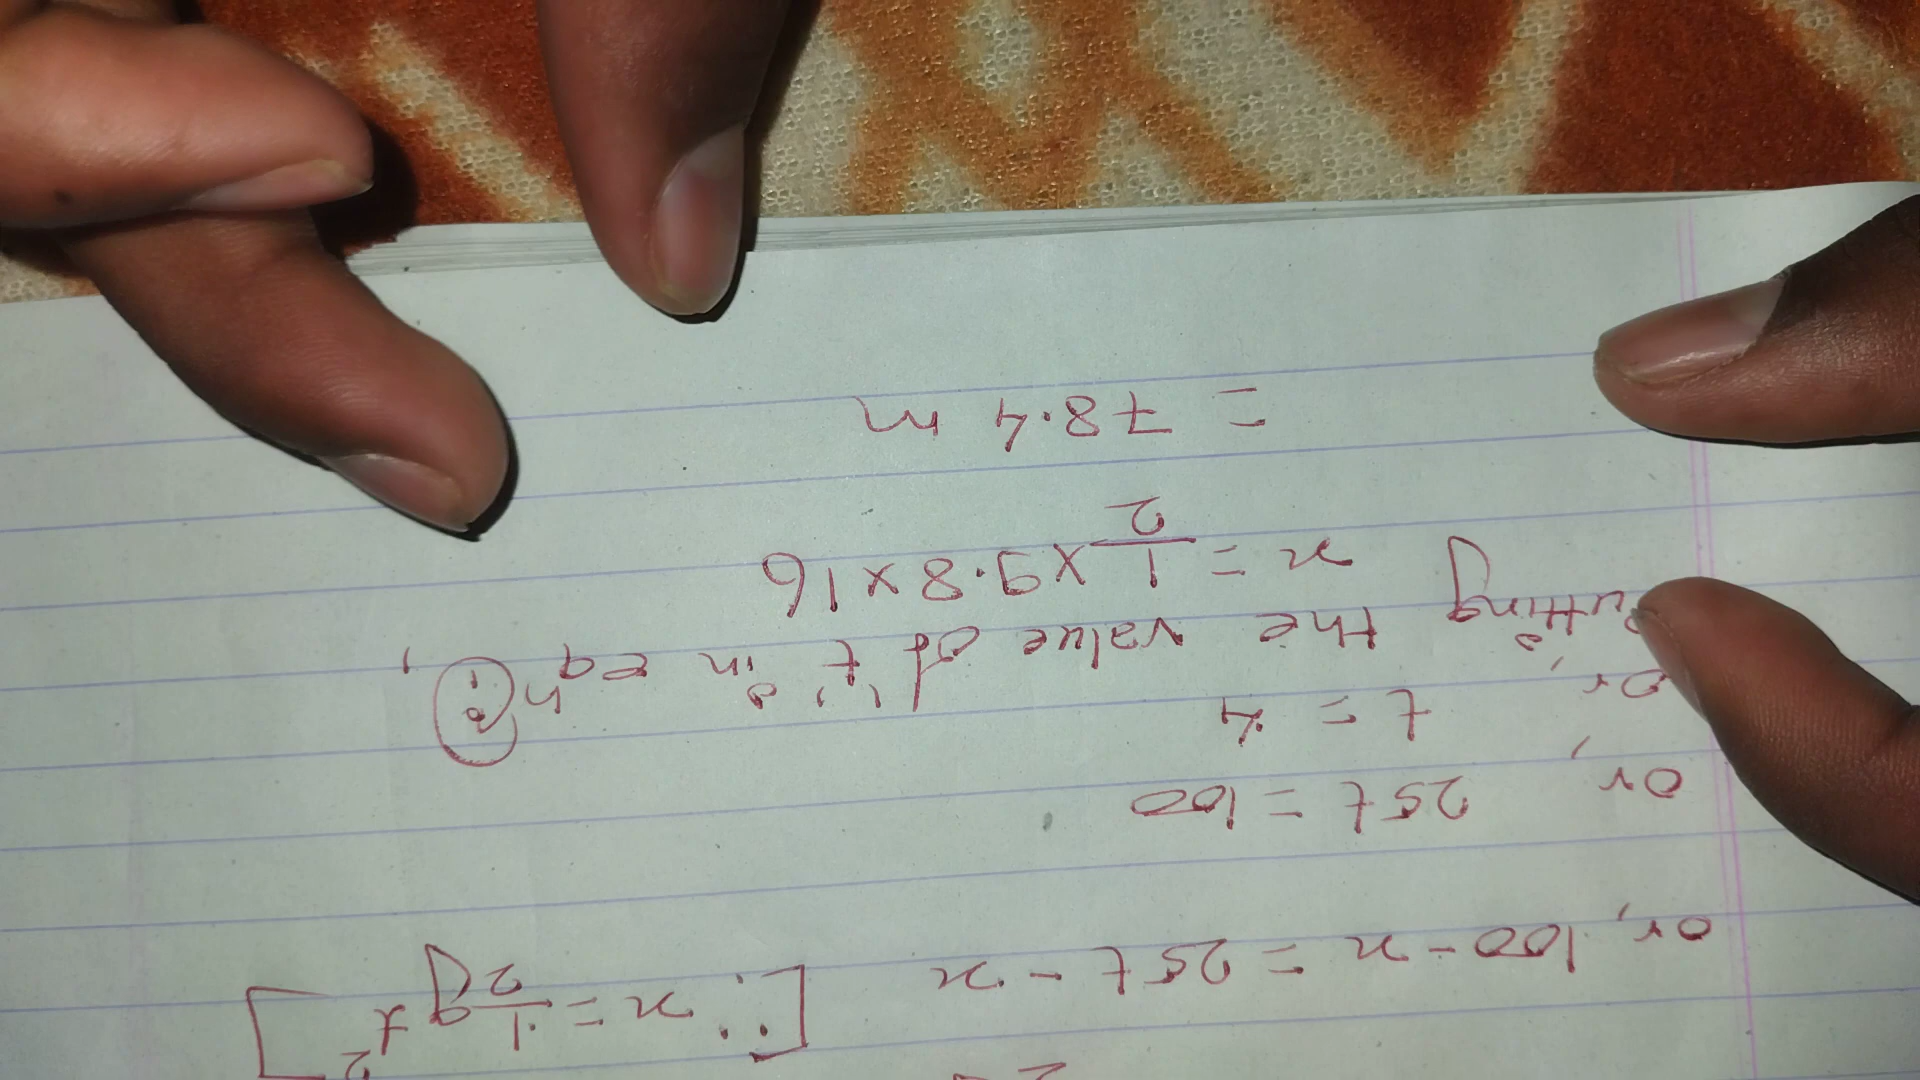 or, 100 - x = 25t - x [∵ x = 1/2 g t²]
or, 25t = 100
or, t = 4
Putting the value of 't' in eqⁿ (i),
x = 1/2 × 9.8 × 16
= 78.4 m